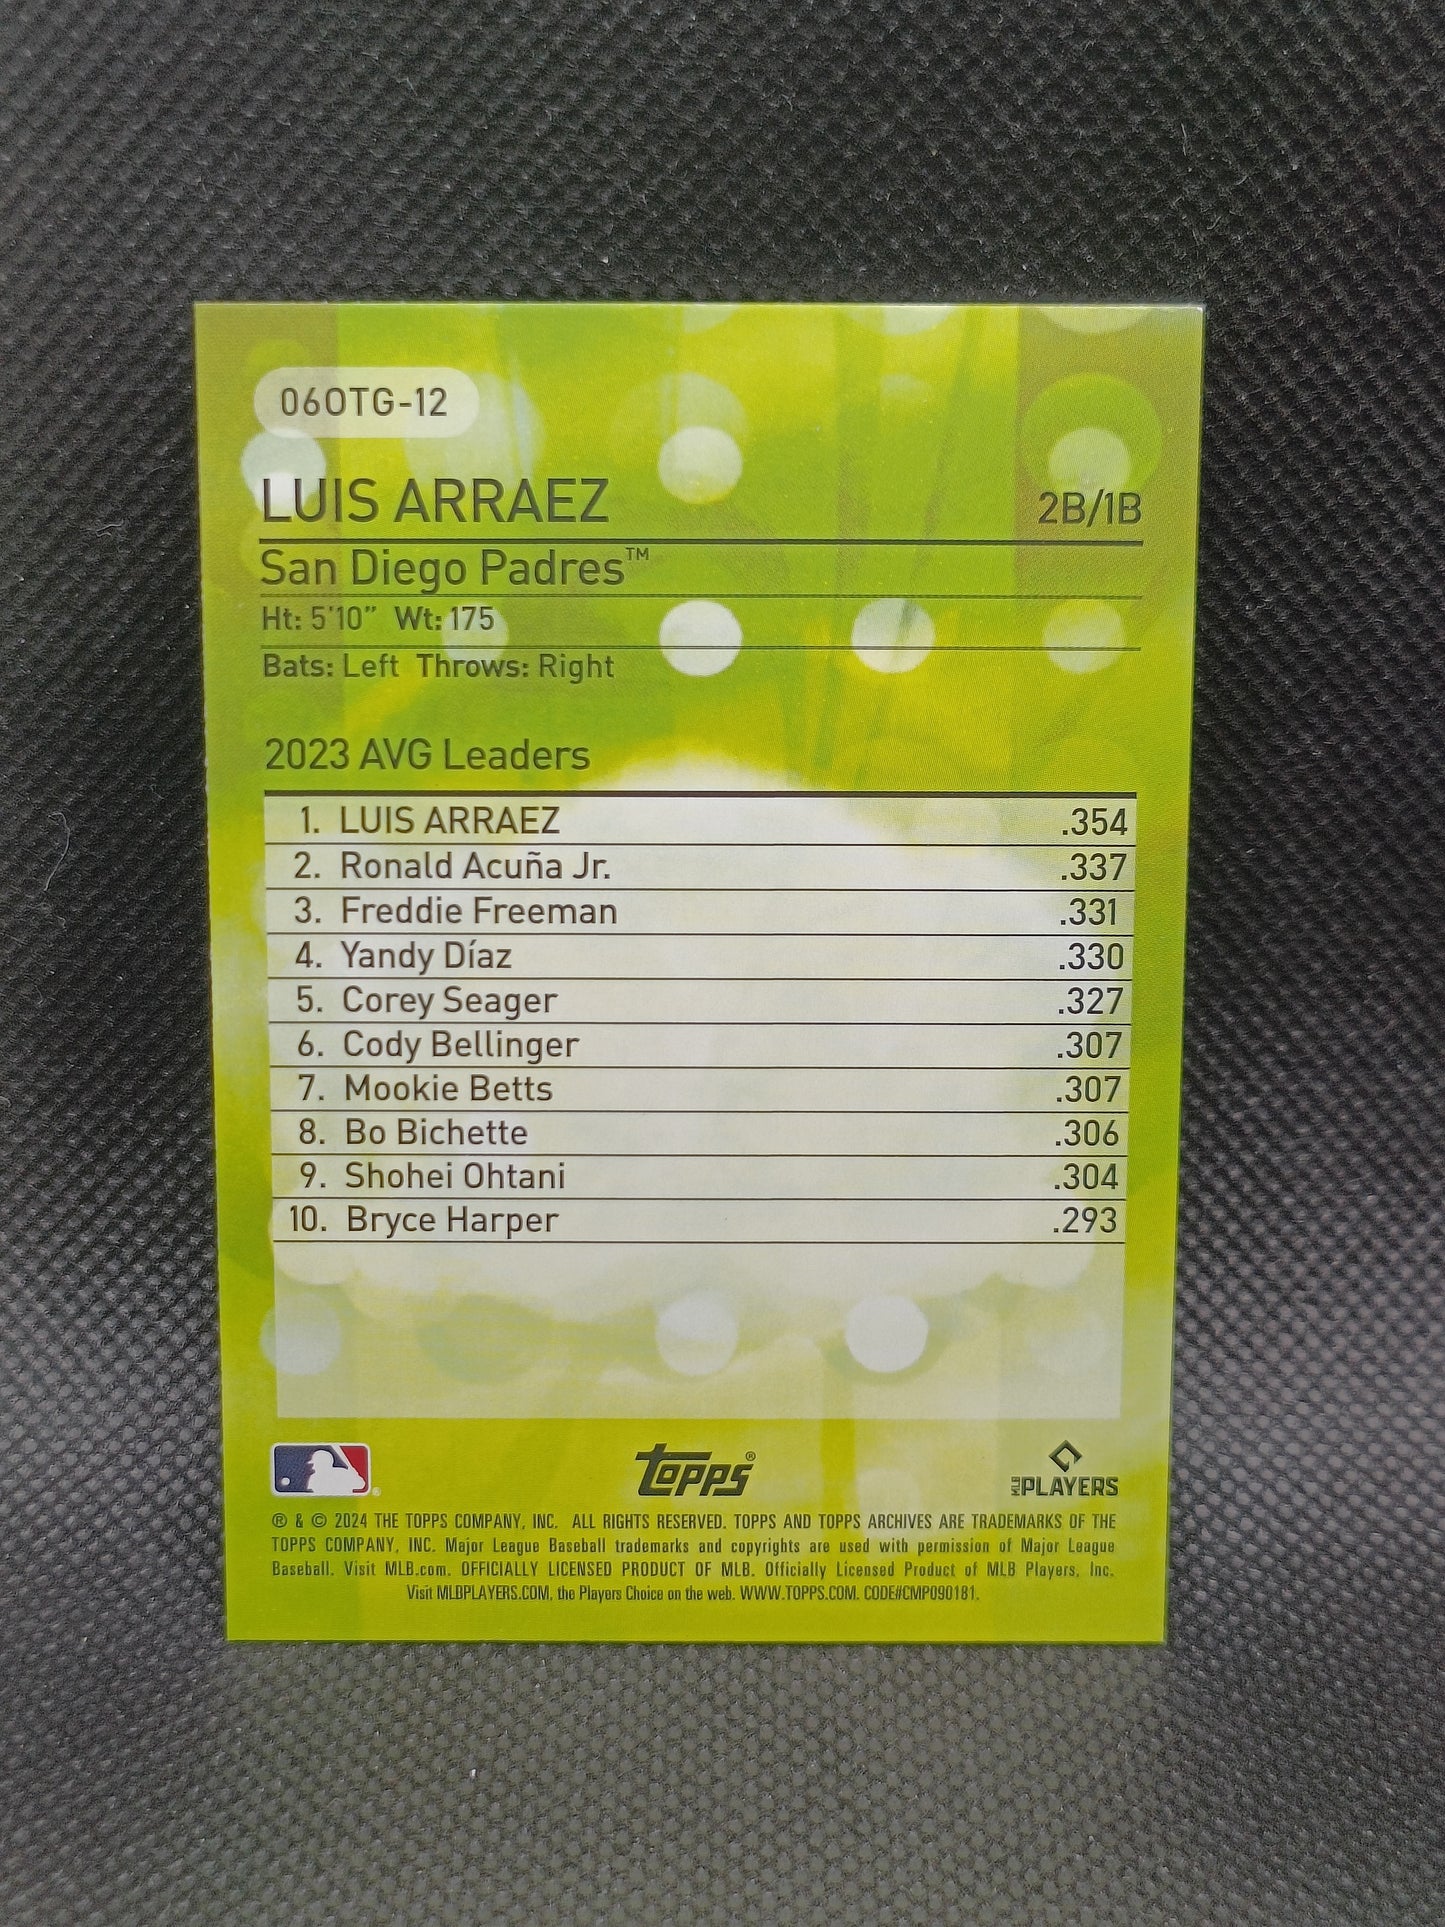 06OTG-12
LUIS ARRAEZ 2B/1B
San Diego Padres™
Ht: 5'10" Wt: 175
Bats: Left Throws: Right
2023 AVG Leaders
1. LUIS ARRAEZ .354
2. Ronald Acuña Jr. .337
3. Freddie Freeman .331
4. Yandy Díaz .330
5. Corey Seager .327
6. Cody Bellinger .307
7. Mookie Betts .307
8. Bo Bichette .306
9. Shohei Ohtani .304
10. Bryce Harper .293
® Topps® MLB PLAYERS
® & © 2024 THE TOPPS COMPANY, INC. ALL RIGHTS RESERVED. TOPPS AND TOPPS ARCHIVES ARE TRADEMARKS OF THE
TOPPS COMPANY, INC. Major League Baseball trademarks and copyrights are used with permission of Major League
Baseball. Visit MLB.com. OFFICIALLY LICENSED PRODUCT OF MLB. Officially Licensed Product of MLB Players, Inc.
Visit MLBPLAYERS.COM, the Players Choice on the web. WWW.TOPPS.COM. CODE#CMP090181.